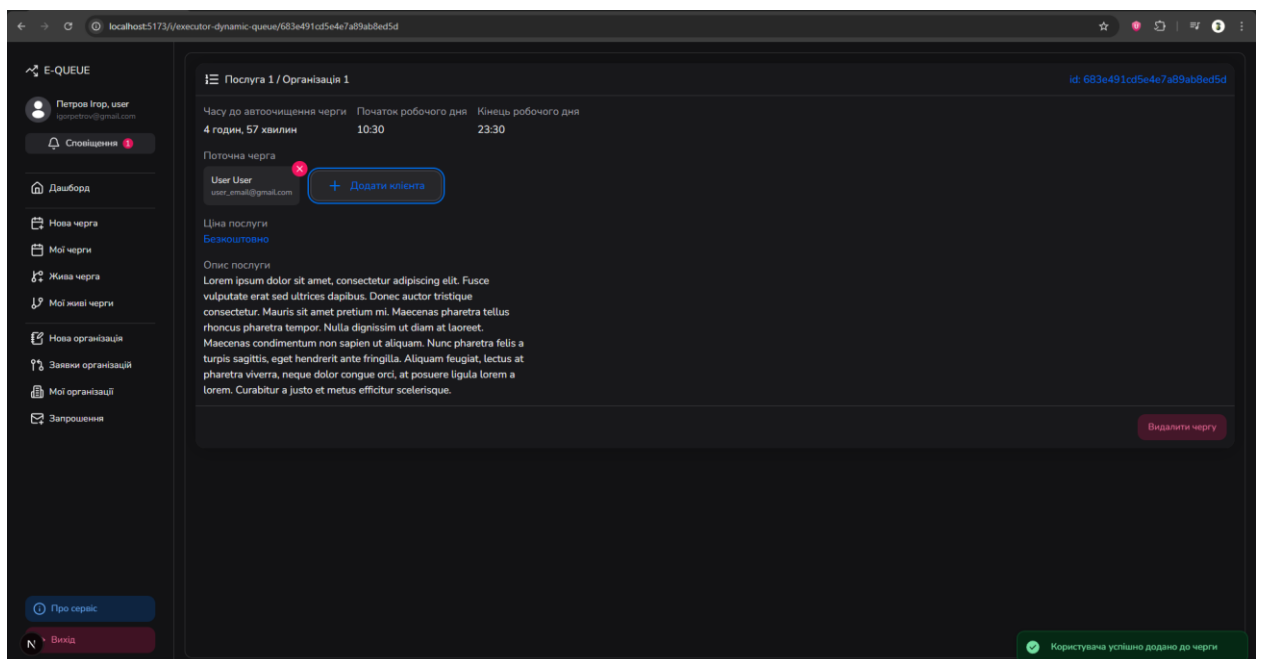 localhost:5173/i/executor-dynamic-queue/683e491cd5e4e7a89ab8ed5d
E-QUEUE
Петров Ігор, user
igorpetrov@gmail.com
Сповіщення 1
Дашборд
Нова черга
Мої черги
Жива черга
Мої живі черги
Нова організація
Заявки організацій
Мої організації
Запрошення
Про сервіс
N
Вихід
Послуга 1 / Організація 1
id: 683e491cd5e4e7a89ab8ed5d
Часу до автоочищення черги Початок робочого дня Кінець робочого дня
4 годин, 57 хвилин 10:30 23:30
Поточна черга
User User
user_email@gmail.com
Додати клієнта
Ціна послуги
Безкоштовно
Опис послуги
Lorem ipsum dolor sit amet, consectetur adipiscing elit. Fusce
vulputate erat sed ultrices dapibus. Donec auctor tristique
consectetur. Mauris sit amet pretium mi. Maecenas pharetra tellus
rhoncus pharetra tempor. Nulla dignissim ut diam at laoreet.
Maecenas condimentum non sapien ut aliquam. Nunc pharetra felis a
turpis sagittis, eget hendrerit ante fringilla. Aliquam feugiat, lectus at
pharetra viverra, neque dolor congue orci, at posuere ligula lorem a
lorem. Curabitur a justo et metus efficitur scelerisque.
Видалити чергу
Користувача успішно додано до черги